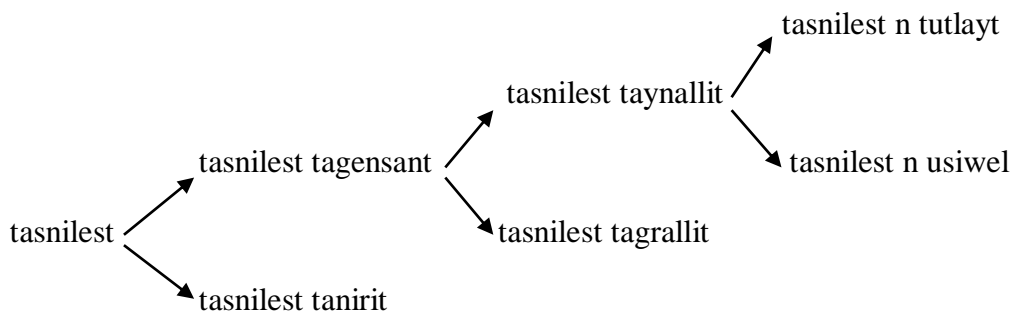 tasnilest n tutlayt
tasnilest taynallit
tasnilest n usiwel
tasnilest tagensant
tasnilest
tasnilest tagrallit
tasnilest tanirit